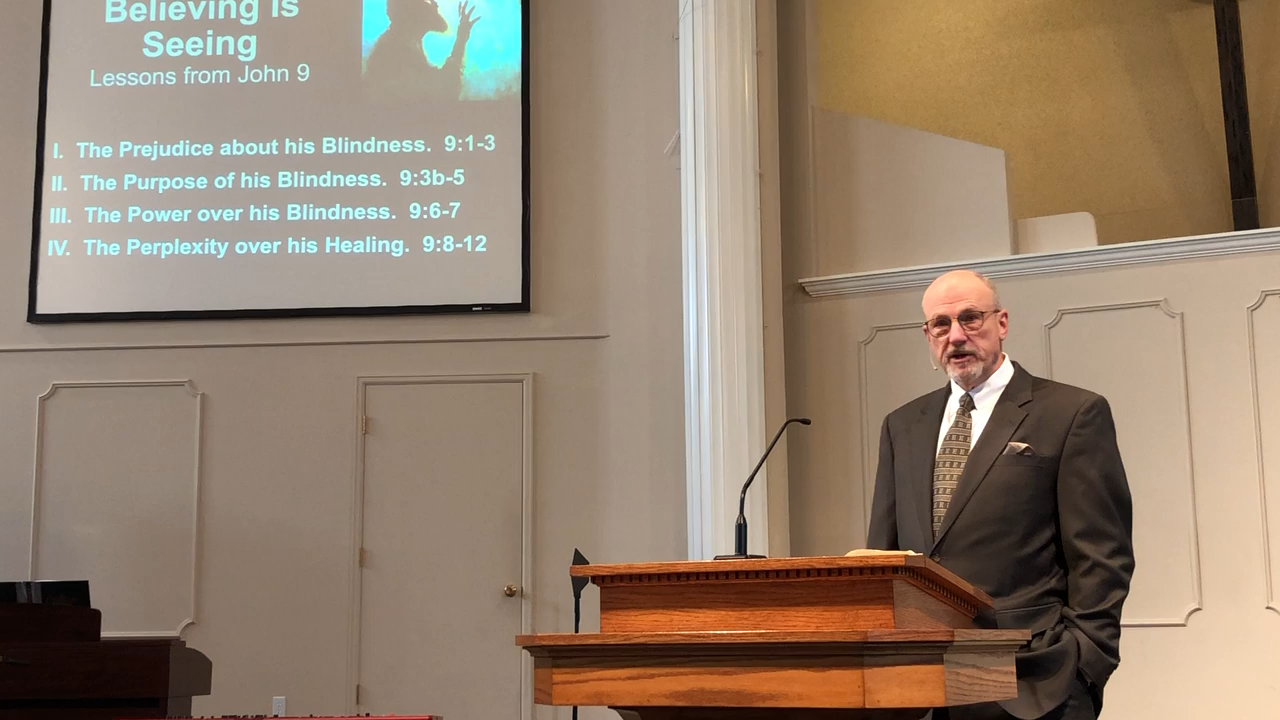 Believing is
Seeing
Lessons from John 9
I. The Prejudice about his Blindness. 9:1-3
II. The Purpose of his Blindness. 9:3b-5
III. The Power over his Blindness. 9:6-7
IV. The Perplexity over his Healing. 9:8-12